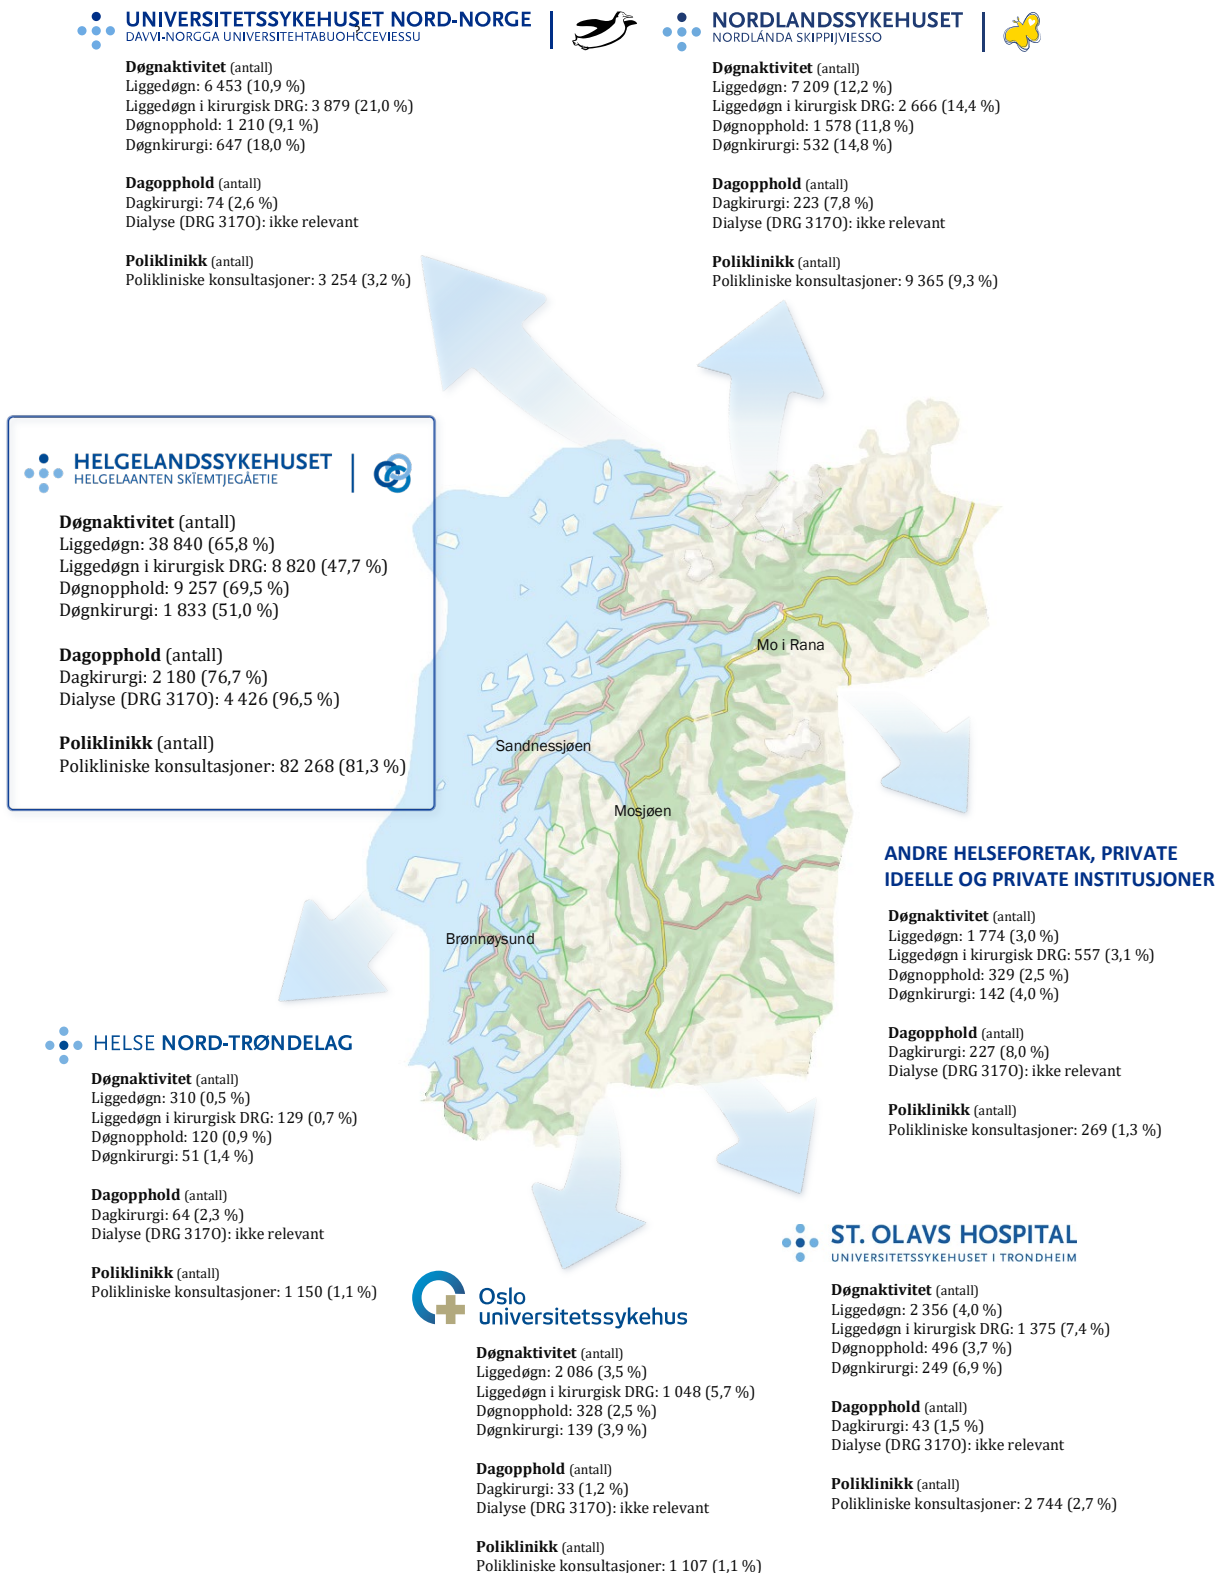 UNIVERSITETSSYKEHUSET NORD-NORGE
DAVVI-NORGGA UNIVERSITEHTABUOHCCEVIESSU
Døgnaktivitet (antall)
Liggedøgn: 6 453 (10,9 %)
Liggedøgn i kirurgisk DRG: 3 879 (21,0 %)
Døgnopphold: 1 210 (9,1 %)
Døgnkirurgi: 647 (18,0 %)
Dagopphold (antall)
Dagkirurgi: 74 (2,6 %)
Dialyse (DRG 317O): ikke relevant
Poliklinikk (antall)
Polikliniske konsultasjoner: 3 254 (3,2 %)
NORDLANDSSYKEHUSET
NORDLÁNDA SKIPPIJVIESSO
Døgnaktivitet (antall)
Liggedøgn: 7 209 (12,2 %)
Liggedøgn i kirurgisk DRG: 2 666 (14,4 %)
Døgnopphold: 1 578 (11,8 %)
Døgnkirurgi: 532 (14,8 %)
Dagopphold (antall)
Dagkirurgi: 223 (7,8 %)
Dialyse (DRG 317O): ikke relevant
Poliklinikk (antall)
Polikliniske konsultasjoner: 9 365 (9,3 %)
HELGELANDSSYKEHUSET
HELGELAANTEN SKÏEMTJEGÅETIE
Døgnaktivitet (antall)
Liggedøgn: 38 840 (65,8 %)
Liggedøgn i kirurgisk DRG: 8 820 (47,7 %)
Døgnopphold: 9 257 (69,5 %)
Døgnkirurgi: 1 833 (51,0 %)
Dagopphold (antall)
Dagkirurgi: 2 180 (76,7 %)
Dialyse (DRG 317O): 4 426 (96,5 %)
Poliklinikk (antall)
Polikliniske konsultasjoner: 82 268 (81,3 %)
Mo i Rana
Sandnessjøen
Mosjøen
Brønnøysund
ANDRE HELSEFORETAK, PRIVATE
IDEELLE OG PRIVATE INSTITUSJONER
Døgnaktivitet (antall)
Liggedøgn: 1 774 (3,0 %)
Liggedøgn i kirurgisk DRG: 557 (3,1 %)
Døgnopphold: 329 (2,5 %)
Døgnkirurgi: 142 (4,0 %)
Dagopphold (antall)
Dagkirurgi: 227 (8,0 %)
Dialyse (DRG 317O): ikke relevant
Poliklinikk (antall)
Polikliniske konsultasjoner: 269 (1,3 %)
HELSE NORD-TRØNDELAG
Døgnaktivitet (antall)
Liggedøgn: 310 (0,5 %)
Liggedøgn i kirurgisk DRG: 129 (0,7 %)
Døgnopphold: 120 (0,9 %)
Døgnkirurgi: 51 (1,4 %)
Dagopphold (antall)
Dagkirurgi: 64 (2,3 %)
Dialyse (DRG 317O): ikke relevant
Poliklinikk (antall)
Polikliniske konsultasjoner: 1 150 (1,1 %)
Oslo
universitetssykehus
Døgnaktivitet (antall)
Liggedøgn: 2 086 (3,5 %)
Liggedøgn i kirurgisk DRG: 1 048 (5,7 %)
Døgnopphold: 328 (2,5 %)
Døgnkirurgi: 139 (3,9 %)
Dagopphold (antall)
Dagkirurgi: 33 (1,2 %)
Dialyse (DRG 317O): ikke relevant
Poliklinikk (antall)
Polikliniske konsultasjoner: 1 107 (1,1 %)
ST. OLAVS HOSPITAL
UNIVERSITETSSYKEHUSET I TRONDHEIM
Døgnaktivitet (antall)
Liggedøgn: 2 356 (4,0 %)
Liggedøgn i kirurgisk DRG: 1 375 (7,4 %)
Døgnopphold: 496 (3,7 %)
Døgnkirurgi: 249 (6,9 %)
Dagopphold (antall)
Dagkirurgi: 43 (1,5 %)
Dialyse (DRG 317O): ikke relevant
Poliklinikk (antall)
Polikliniske konsultasjoner: 2 744 (2,7 %)